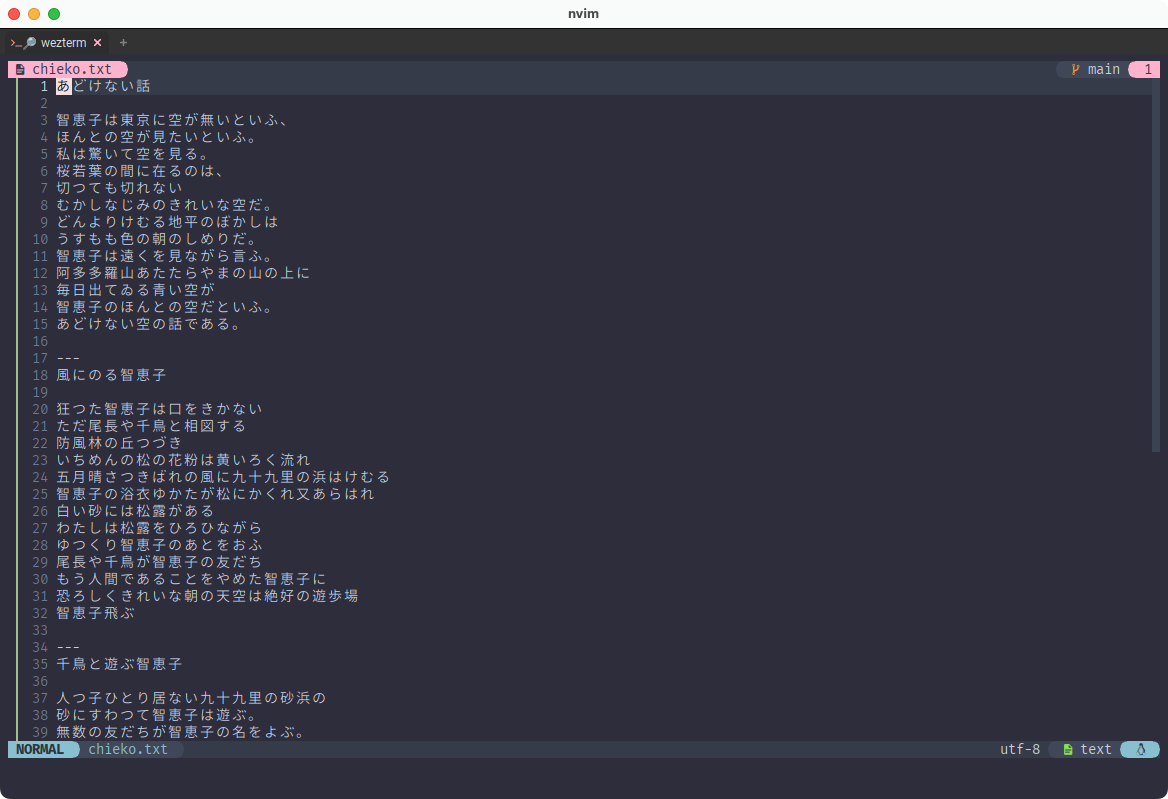 nvim
wezterm
chieko.txt main 1
1 あどけない話
2
3 智恵子は東京に空が無いといふ、
4 ほんとの空が見たいといふ。
5 私は驚いて空を見る。
6 桜若葉の間に在るのは、
7 切つても切れない
8 むかしなじみのきれいな空だ。
9 どんよりけむる地平のぼかしは
10 うすもも色の朝のしめりだ。
11 智恵子は遠くを見ながら言ふ。
12 阿多多羅山あたたらやまの山の上に
13 毎日出てゐる青い空が
14 智恵子のほんとの空だといふ。
15 あどけない空の話である。
16
17 ---
18 風にのる智恵子
19
20 狂つた智恵子は口をきかない
21 ただ尾長や千鳥と相図する
22 防風林の丘つづき
23 いちめんの松の花粉は黄いろく流れ
24 五月晴さつきばれの風に九十九里の浜はけむる
25 智恵子の浴衣ゆかたが松にかくれ又あらはれ
26 白い砂には松露がある
27 わたしは松露をひろひながら
28 ゆつくり智恵子のあとをおふ
29 尾長や千鳥が智恵子の友だち
30 もう人間であることをやめた智恵子に
31 恐ろしくきれいな朝の天空は絶好の遊歩場
32 智恵子飛ぶ
33
34 ---
35 千鳥と遊ぶ智恵子
36
37 人つ子ひとり居ない九十九里の砂浜の
38 砂にすわつて智恵子は遊ぶ。
39 無数の友だちが智恵子の名をよぶ。
NORMAL chieko.txt utf-8 text